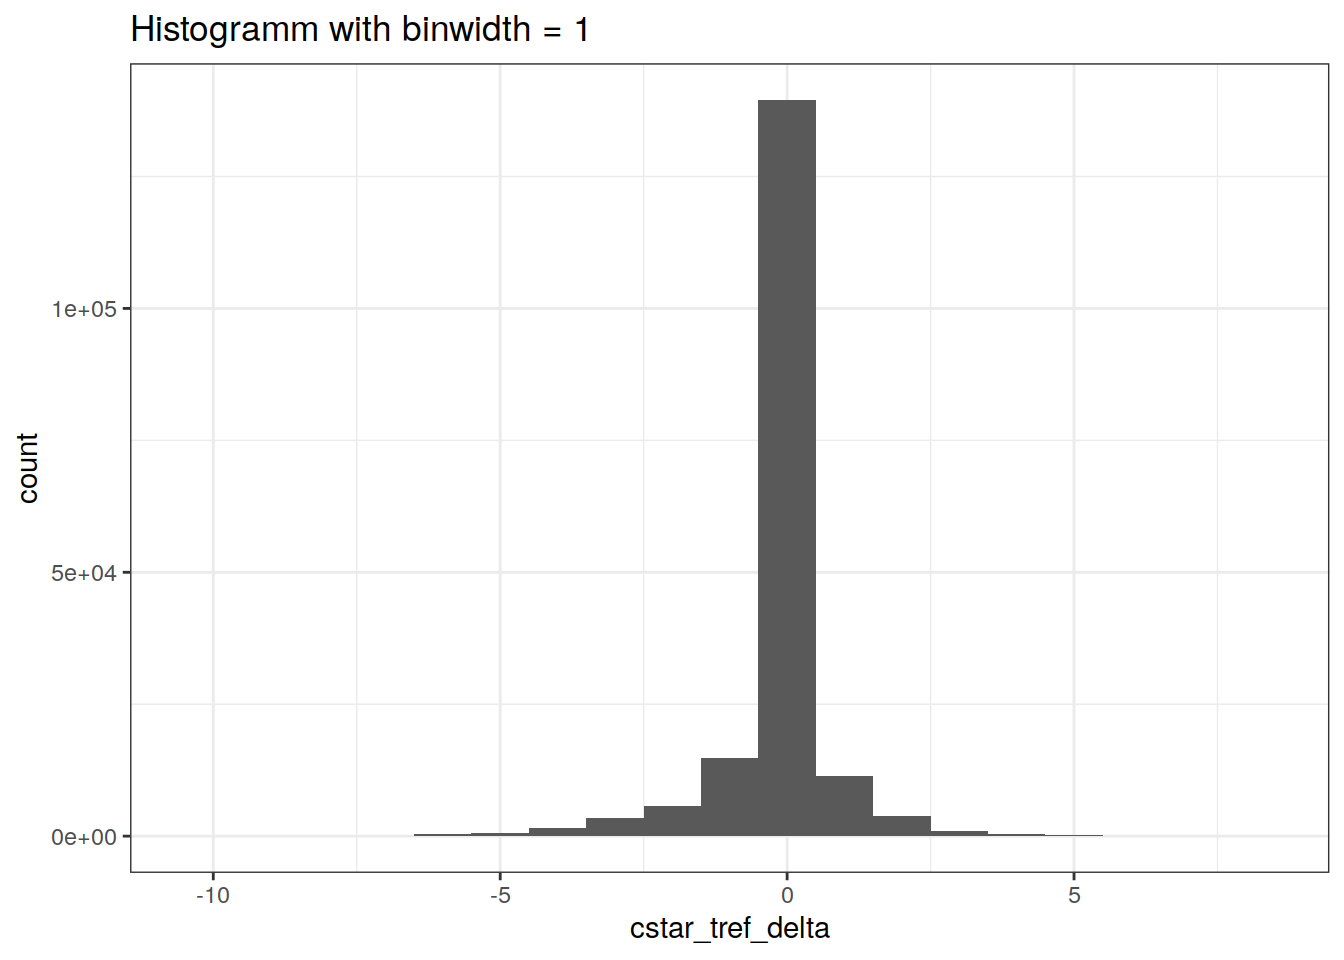 Histogramm with binwidth = 1
count
1e+05
5e+04
0e+00
-10
-5
0
5
cstar_tref_delta